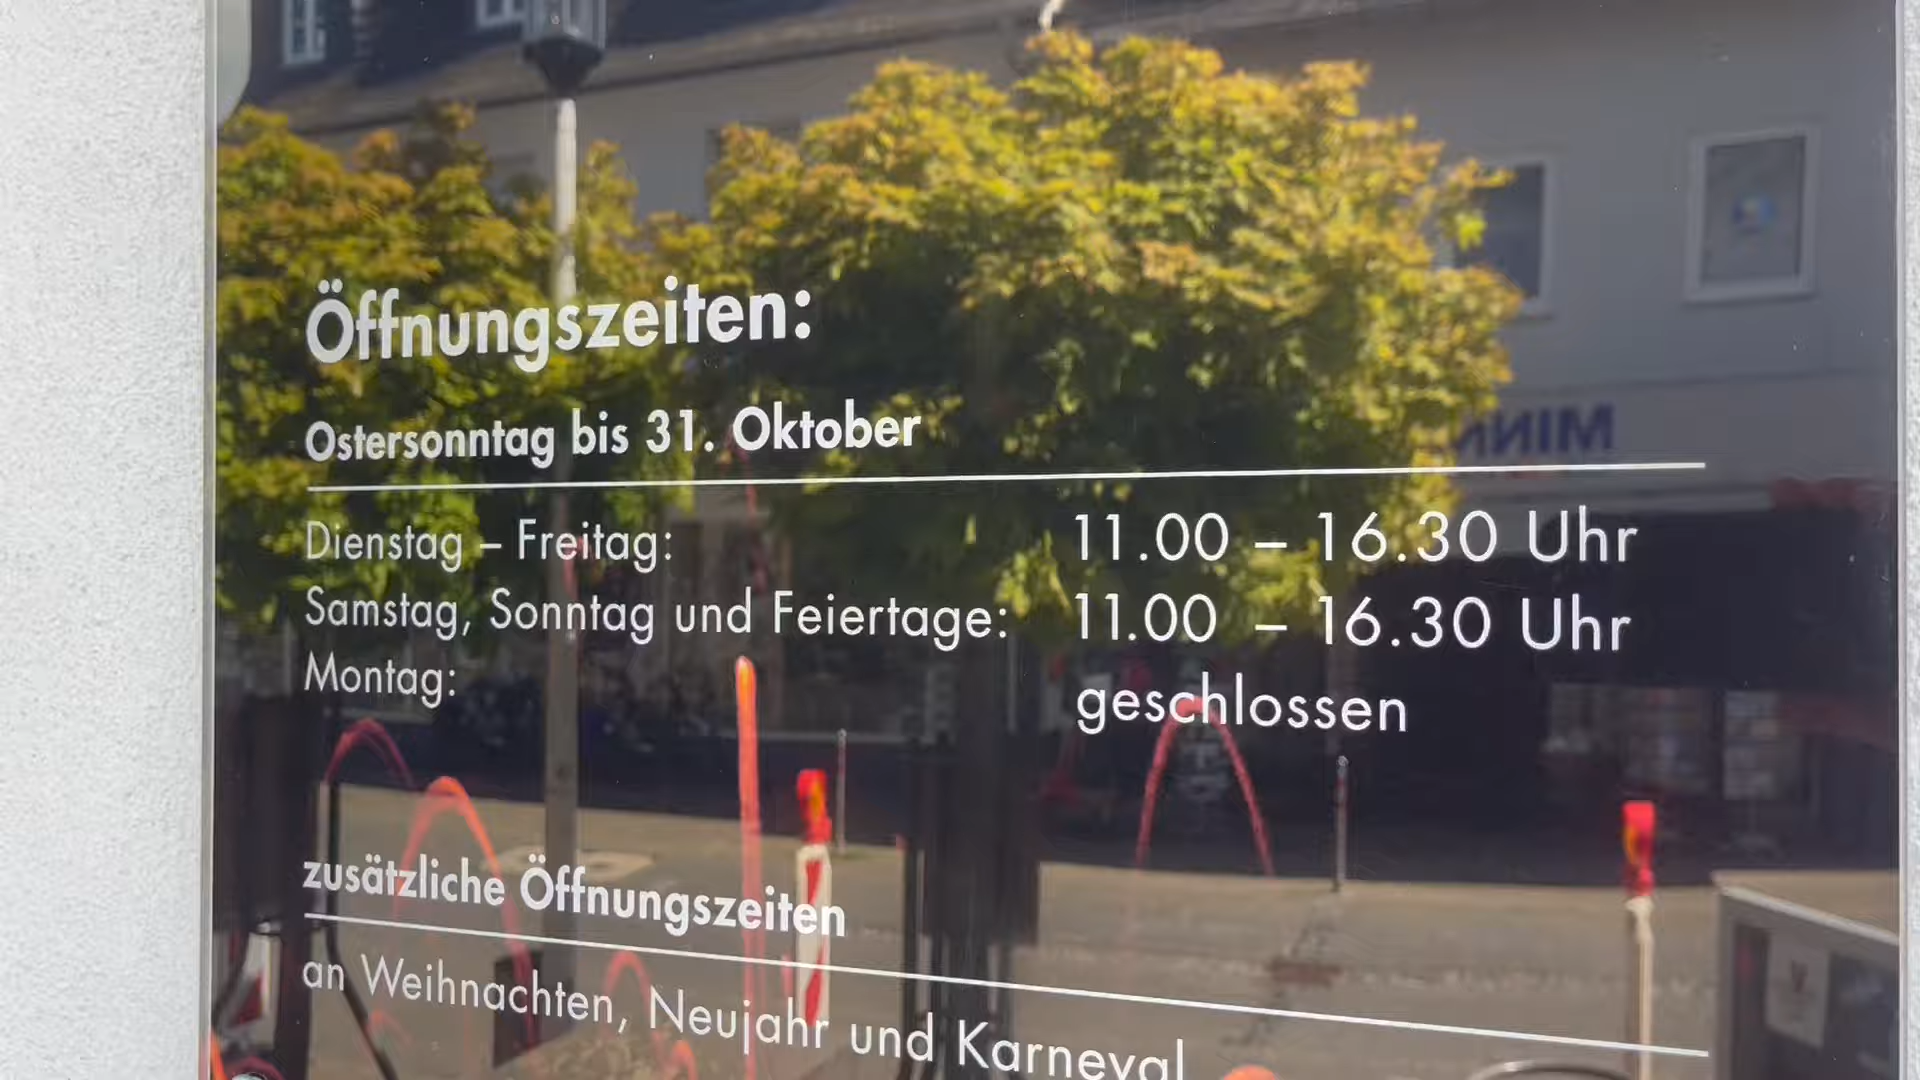 Öffnungszeiten:
Ostersonntag bis 31. Oktober
Dienstag – Freitag: 11.00 – 16.30 Uhr
Samstag, Sonntag und Feiertage: 11.00 – 16.30 Uhr
Montag: geschlossen
zusätzliche Öffnungszeiten
an Weihnachten, Neujahr und Karneval